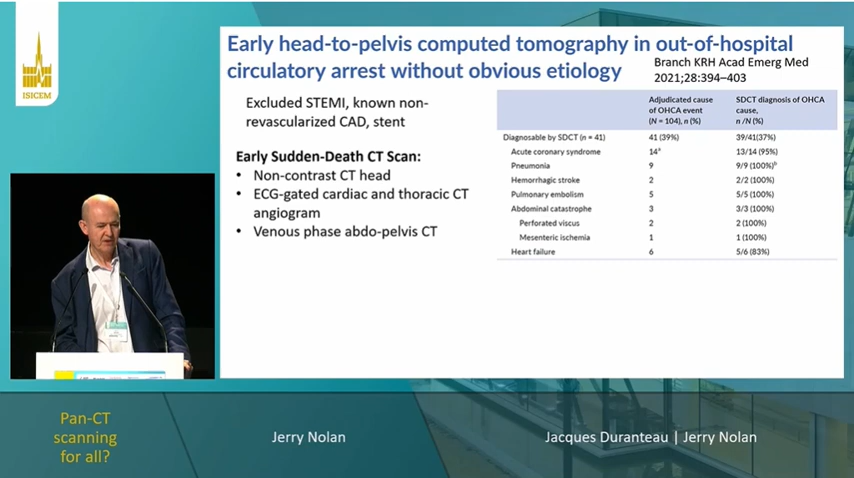 ISICEM
Early head-to-pelvis computed tomography in out-of-hospital
circulatory arrest without obvious etiology
Branch KRH Acad Emerg Med
2021;28:394–403
Excluded STEMI, known non-
revascularized CAD, stent
Early Sudden-Death CT Scan:
• Non-contrast CT head
• ECG-gated cardiac and thoracic CT
angiogram
• Venous phase abdo-pelvis CT
Adjudicated cause of OHCA event (N = 104), n (%) SDCT diagnosis of OHCA cause, n /N (%)
Diagnosable by SDCT (n = 41) 41 (39%) 39/41(37%)
Acute coronary syndrome 14ᵃ 13/14 (95%)
Pneumonia 9 9/9 (100%)ᵇ
Hemorrhagic stroke 2 2/2 (100%)
Pulmonary embolism 5 5/5 (100%)
Abdominal catastrophe 3 3/3 (100%)
Perforated viscus 2 2 (100%)
Mesenteric ischemia 1 1 (100%)
Heart failure 6 5/6 (83%)
Pan-CT
scanning
for all?
Jerry Nolan
Jacques Duranteau | Jerry Nolan